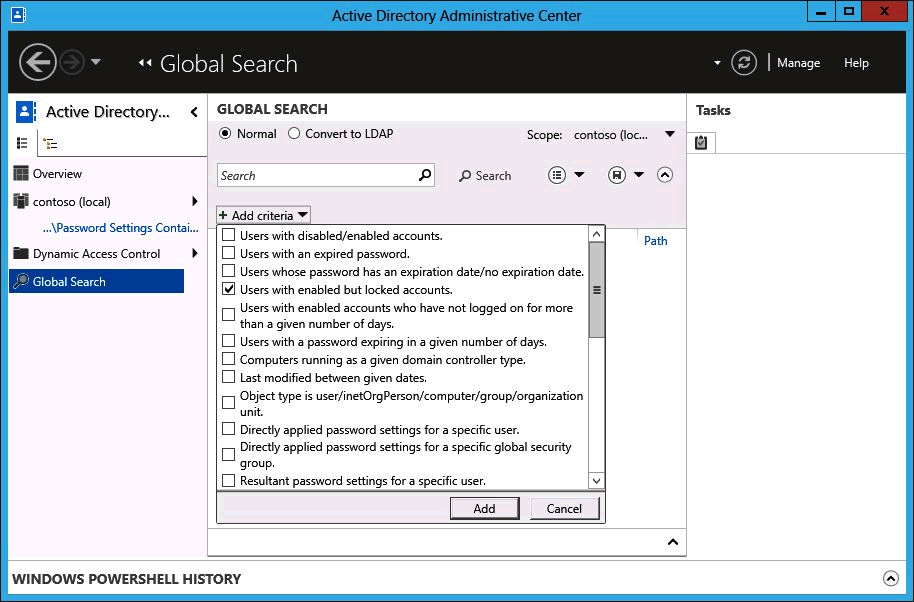 Active Directory Administrative Center
Global Search
Manage
Help
Active Directory...
Overview
contoso (local)
...\Password Settings Contai...
Dynamic Access Control
Global Search
GLOBAL SEARCH
Normal
Convert to LDAP
Scope: contoso (loc...
Search
Search
+ Add criteria
Users with disabled/enabled accounts.
Users with an expired password.
Users whose password has an expiration date/no expiration date.
Users with enabled but locked accounts.
Users with enabled accounts who have not logged on for more
than a given number of days.
Users with a password expiring in a given number of days.
Computers running as a given domain controller type.
Last modified between given dates.
Object type is user/inetOrgPerson/computer/group/organization
unit.
Directly applied password settings for a specific user.
Directly applied password settings for a specific global security
group.
Resultant password settings for a specific user.
Add
Cancel
Path
Tasks
WINDOWS POWERSHELL HISTORY